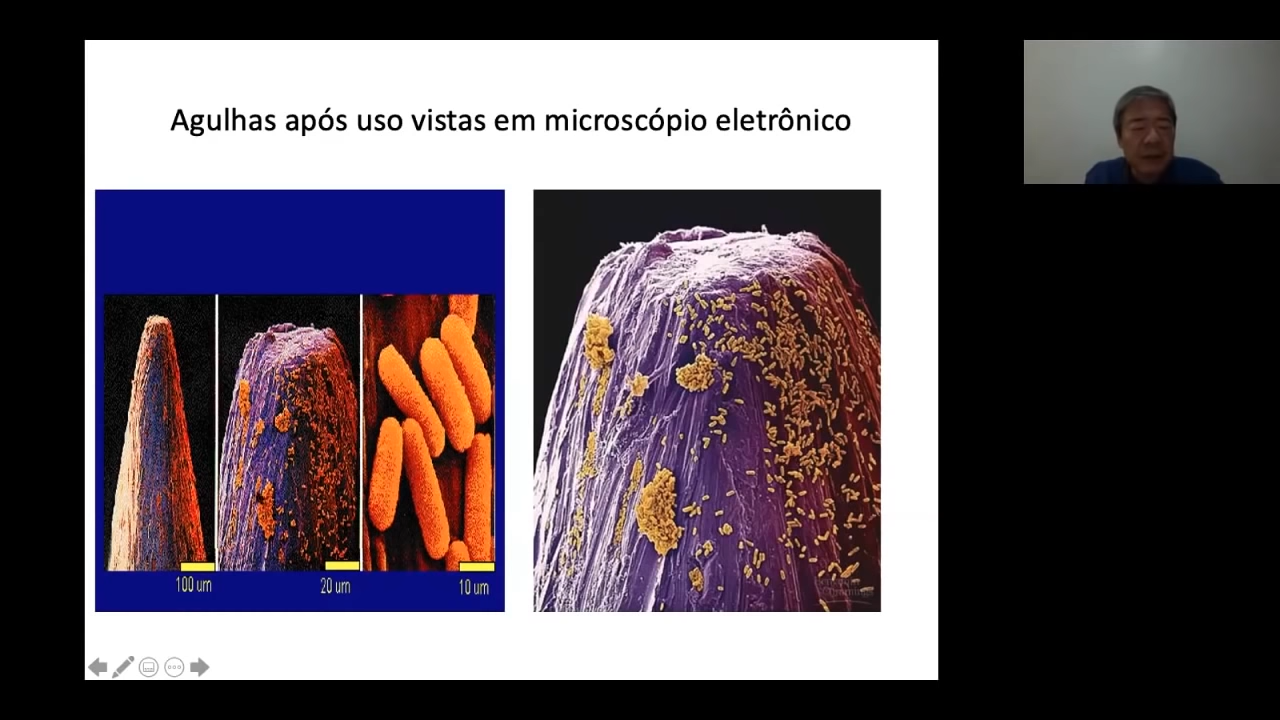 Agulhas após uso vistas em microscópio eletrônico
100 um
20 um
10 um